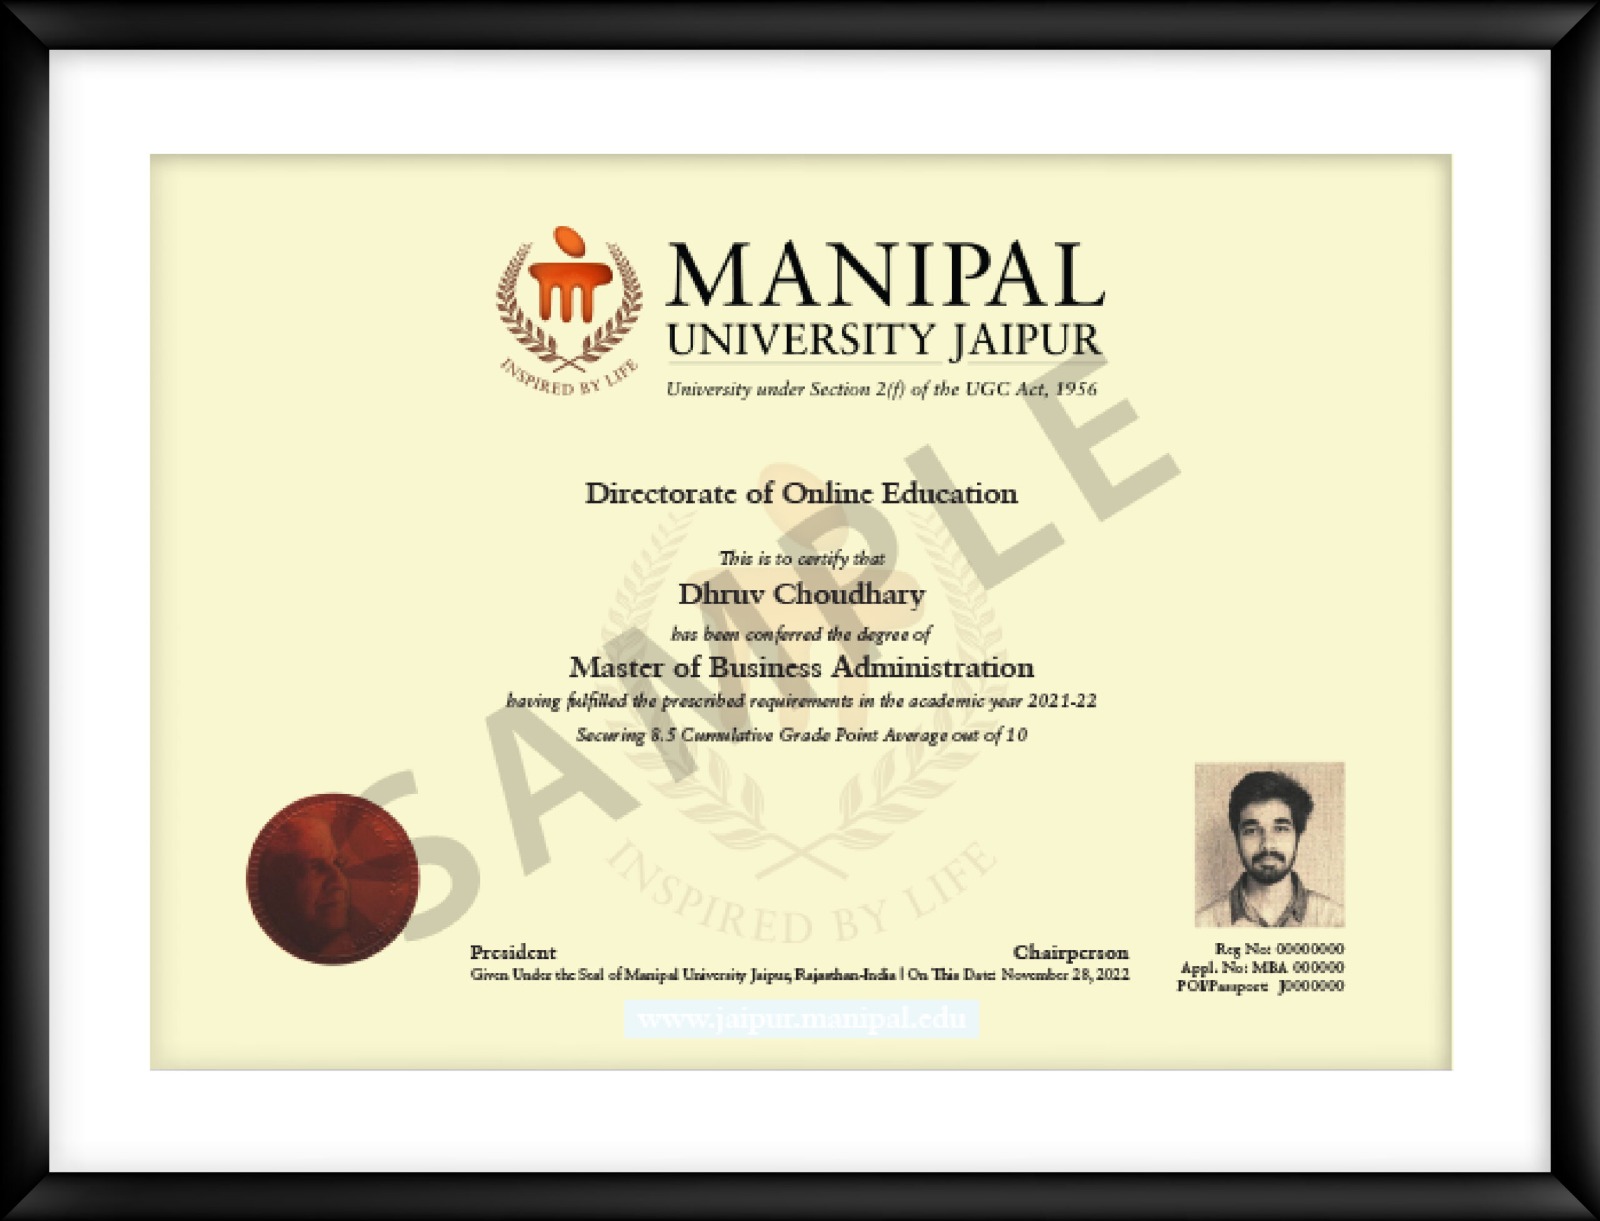 MANIPAL
UNIVERSITY JAIPUR
University under Section 2(f) of the UGC Act, 1956
INSPIRED BY LIFE
Directorate of Online Education
This is to certify that
Dhruv Choudhary
has been conferred the degree of
Master of Business Administration
having fulfilled the prescribed requirements in the academic year 2021-22
Securing 8.5 Cumulative Grade Point Average out of 10
SAMPLE
INSPIRED BY LIFE
President
Chairperson
Given Under the Seal of Manipal University Jaipur, Rajasthan-India | On This Date: November 28, 2022
Reg No: 00000000
Appl. No: MBA 000000
POI/Passport: J0000000
www.jaipur.manipal.edu